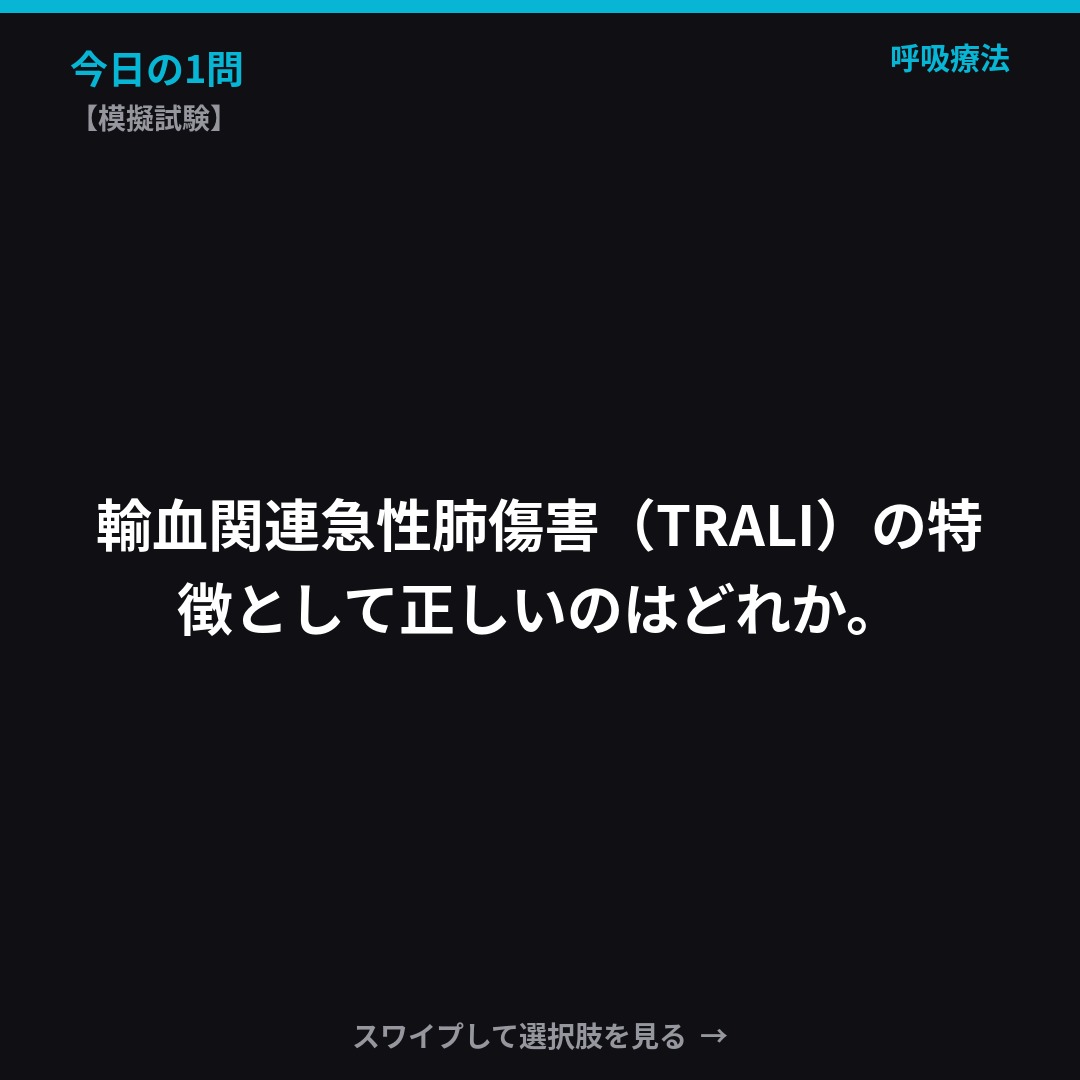 今日の1問
【模擬試験】
呼吸療法
輸血関連急性肺傷害（TRALI）の特
徴として正しいのはどれか。
スワイプして選択肢を見る →